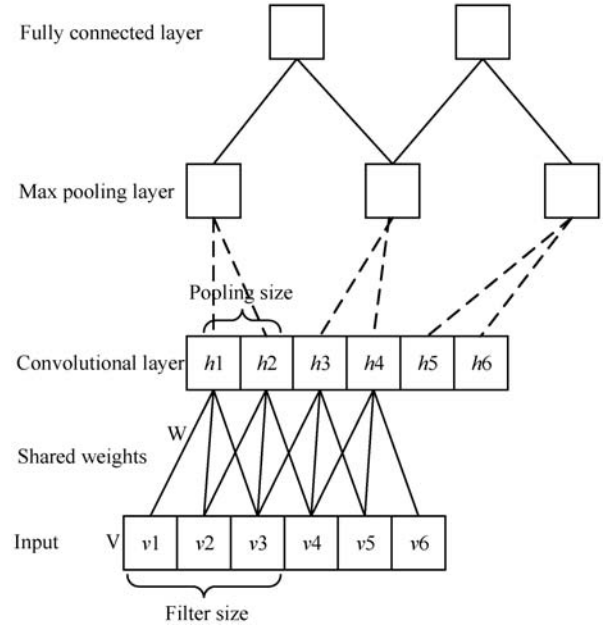 Fully connected layer
Max pooling layer
Pooling size
Convolutional layer h1 h2 h3 h4 h5 h6
W
Shared weights
Input V v1 v2 v3 v4 v5 v6
Filter size